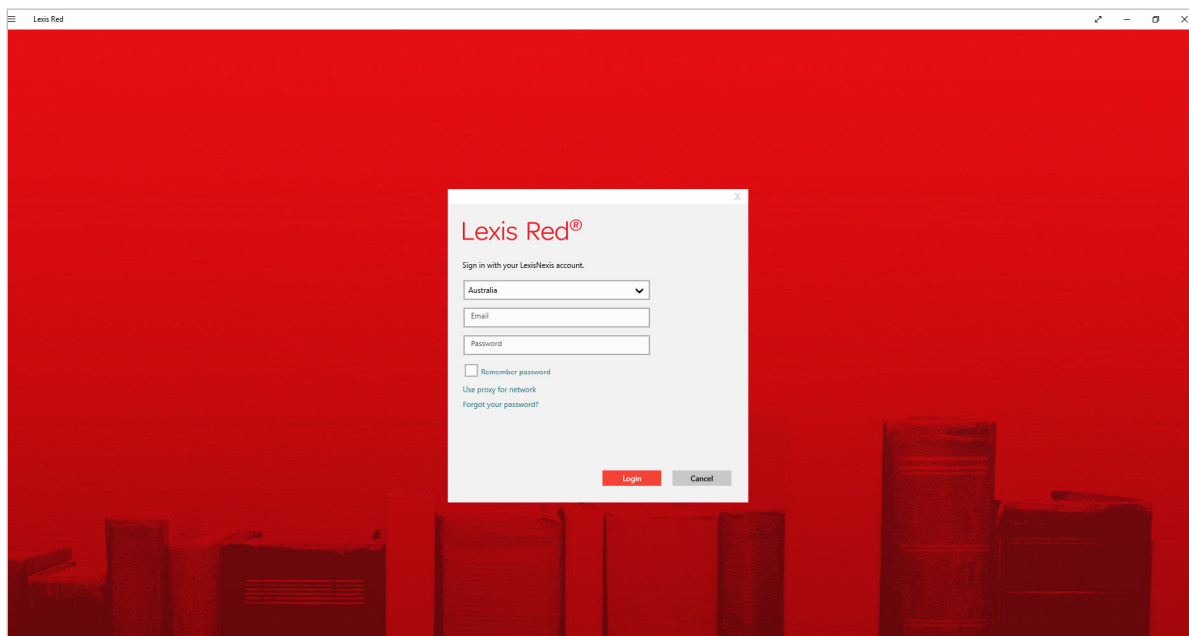 Lexis Red
X
Lexis Red®
Sign in with your LexisNexis account.
Australia
Email
Password
Remember password
Use proxy for network
Forgot your password?
Login Cancel